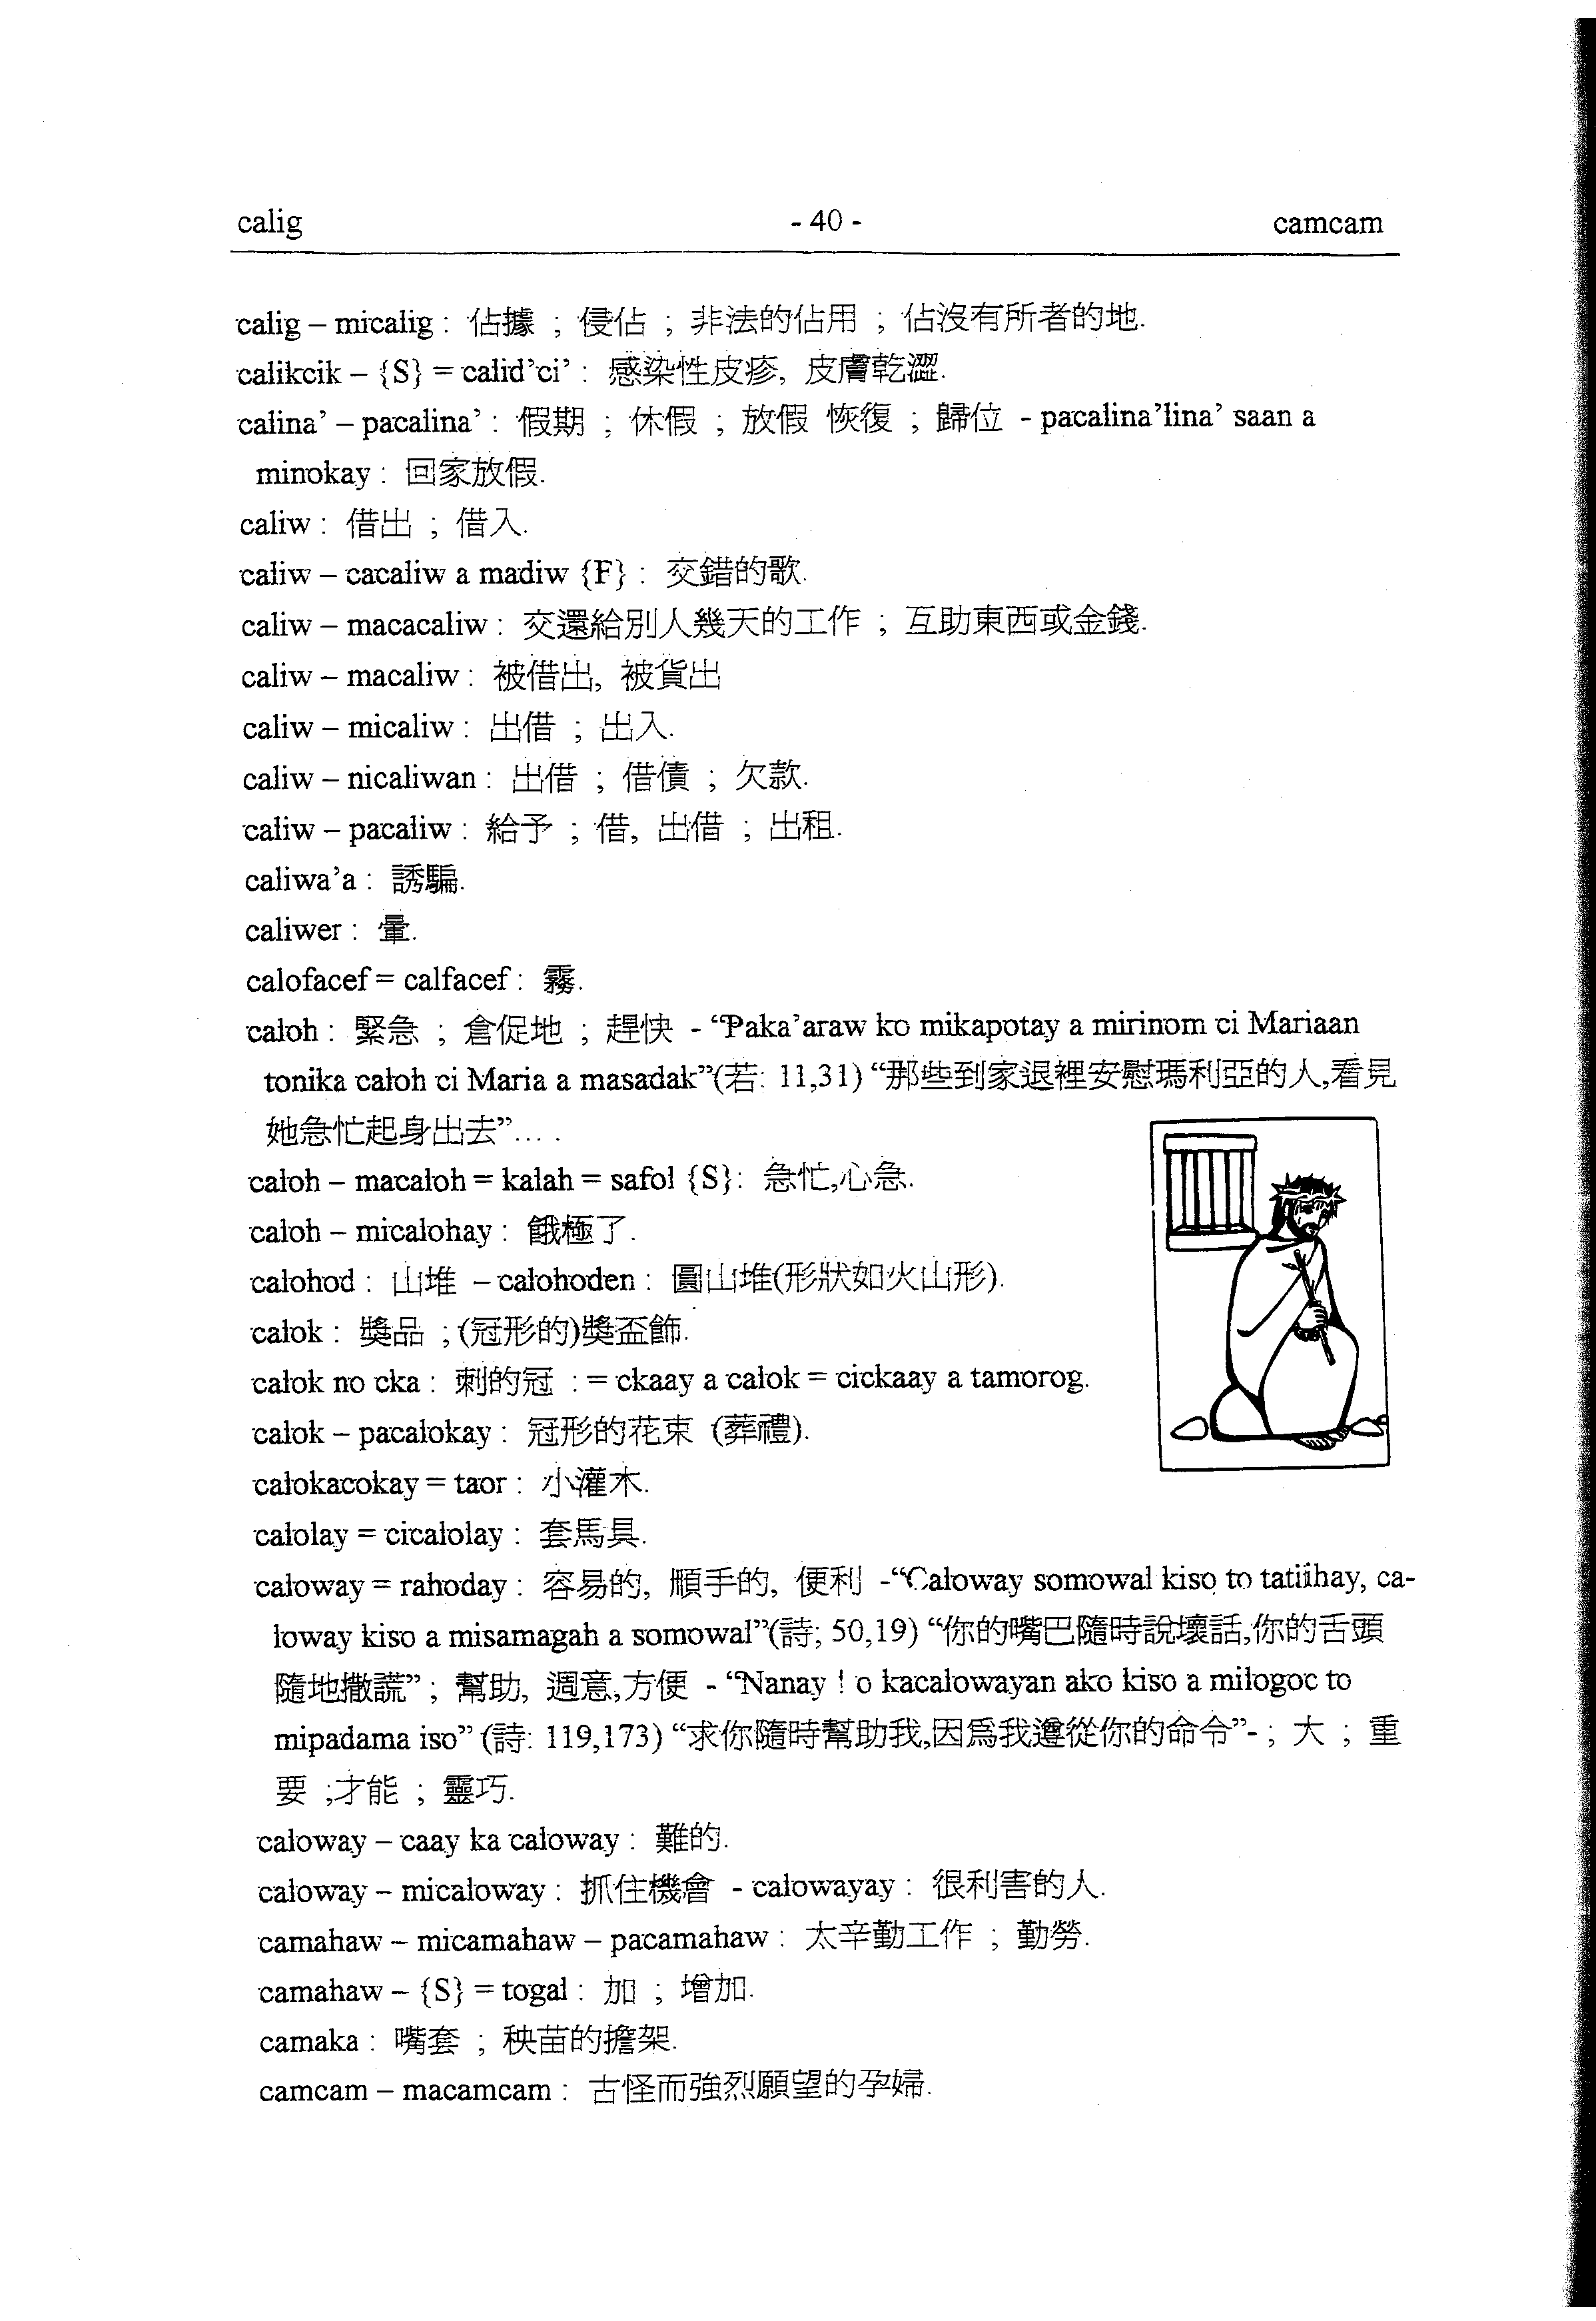 calig - 40 - camcam
calig – micalig : 佔據 ; 侵佔 ; 非法的佔用 ; 佔沒有所者的地.
calikcik – {S} = calid’ci’ : 感染性皮疹, 皮膚乾澀.
calina’ – pacalina’ : 假期 ; 休假 ; 放假 恢復 ; 歸位 - pacalina’lina’ saan a
minokay : 回家放假.
caliw : 借出 ; 借入.
caliw – cacaliw a madiw {F} : 交錯的歌.
caliw – macacaliw : 交還給別人幾天的工作 ; 互助東西或金錢.
caliw – macaliw : 被借出, 被貨出
caliw – micaliw : 出借 ; 出入.
caliw – nicaliwan : 出借 ; 借債 ; 欠款.
caliw – pacaliw : 給予 ; 借, 出借 ; 出租.
caliwa’a : 誘騙.
caliwer : 暈.
calofacef = calfacef : 霧.
caloh : 緊急 ; 倉促地 ; 趕快 - “Paka’araw ko mikapotay a mirinom ci Mariaan
tonika caloh ci Maria a masadak”(若: 11,31) “那些到家退裡安慰瑪利亞的人,看見
她急忙起身出去”... .
caloh – macaloh = kalah = safol {S}: 急忙,心急.
caloh – micalohay : 餓極了.
calohod : 山堆 – calohoden : 圓山堆(形狀如火山形).
calok : 獎品 ; (冠形的)獎盃飾.
calok no cka : 刺的冠 : = ckaay a calok = cickaay a tamorog.
calok – pacalokay : 冠形的花束 (葬禮).
calokacokay = taor : 小灌木.
calolay = cicalolay : 套馬具.
caloway = rahoday : 容易的, 順手的, 便利 -“Caloway somowal kiso to tatiihay, ca-
loway kiso a misamagah a somowal”(詩; 50,19) “你的嘴巴隨時說壞話,你的舌頭
隨地撒謊” ; 幫助, 週意,方便 - “Nanay ! o kacalowayan ako kiso a milogoc to
mipadama iso” (詩: 119,173) “求你隨時幫助我,因為我遵從你的命令”- ; 大 ; 重
要 ;才能 ; 靈巧.
caloway – caay ka caloway : 難的.
caloway – micaloway : 抓住機會 - calowayay : 很利害的人.
camahaw – micamahaw – pacamahaw : 太辛勤工作 ; 勤勞.
camahaw – {S} = togal : 加 ; 增加.
camaka : 嘴套 ; 秧苗的擔架.
camcam – macamcam : 古怪而強烈願望的孕婦.